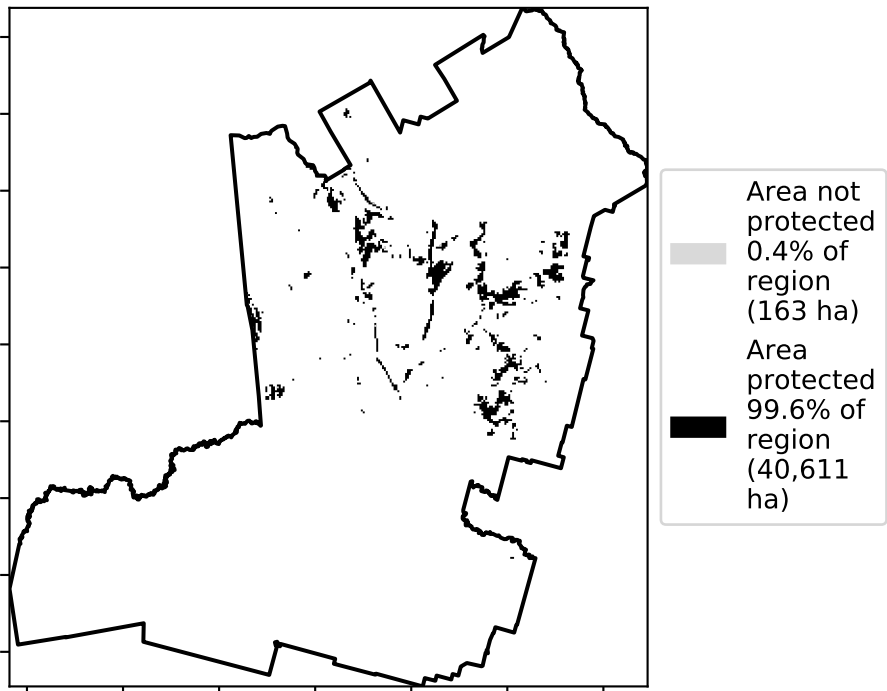 Area not
protected
0.4% of
region
(163 ha)
Area
protected
99.6% of
region
(40,611
ha)